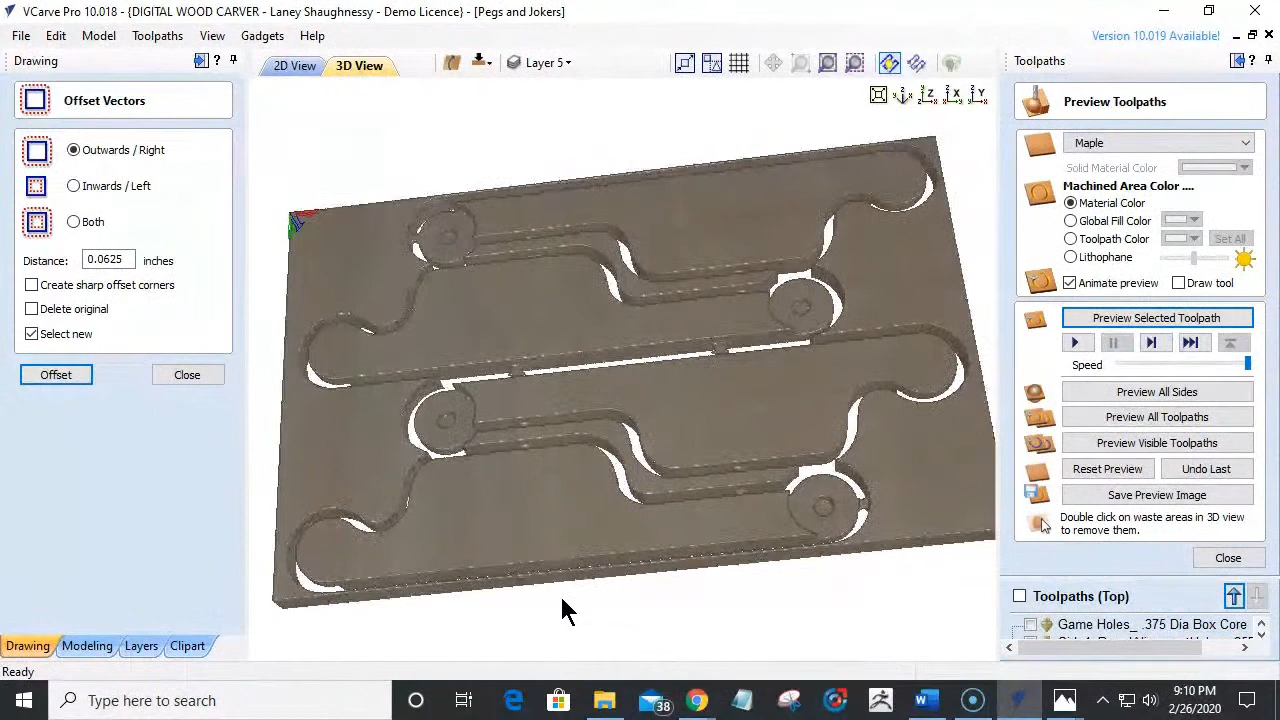 VCarve Pro 10.018 - {DIGITAL WOOD CARVER - Laney Shaughnessy - Demo Licence} - [Pegs and Jokers]
File Edit Model Toolpaths View Gadgets Help Version 10.019 Available!
Drawing ? 2D View 3D View Layer 5 Toolpaths ?
Offset Vectors
Outwards / Right
Inwards / Left
Both
Distance: 0.0625 inches
Create sharp offset corners
Delete original
Select new
Offset Close
Z X Y
Preview Toolpaths
Maple
Solid Material Color
Machined Area Color ....
Material Color
Global Fill Color
Toolpath Color Set All
Lithophane
Animate preview Draw tool
Preview Selected Toolpath
Speed
Preview All Sides
Preview All Toolpaths
Preview Visible Toolpaths
Reset Preview Undo Last
Save Preview Image
Double click on waste areas in 3D view
to remove them.
Close
Toolpaths (Top)
Game Holes_ .375 Dia Box Core
Drawing Modeling Layers Clipart
Ready
Type here to search 38 9:10 PM
2/26/2020